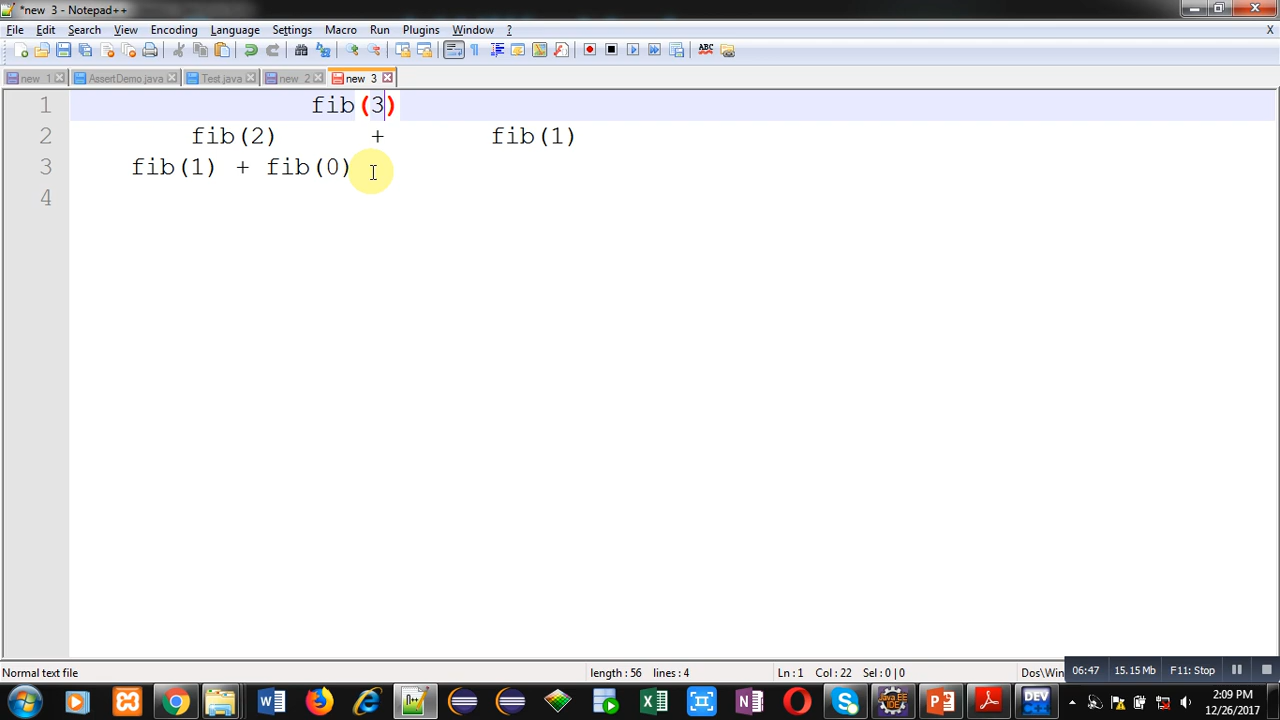 *new 3 - Notepad++
File Edit Search View Encoding Language Settings Macro Run Plugins Window ? X
new 1 AssertDemo.java Test.java new 2 new 3
1 fib(3)
2 fib(2) + fib(1)
3 fib(1) + fib(0)
4
Normal text file length : 56 lines : 4 Ln : 1 Col : 22 Sel : 0 | 0 Dos\Win 06:47 15.15 Mb F11: Stop
2:09 PM
12/26/2017